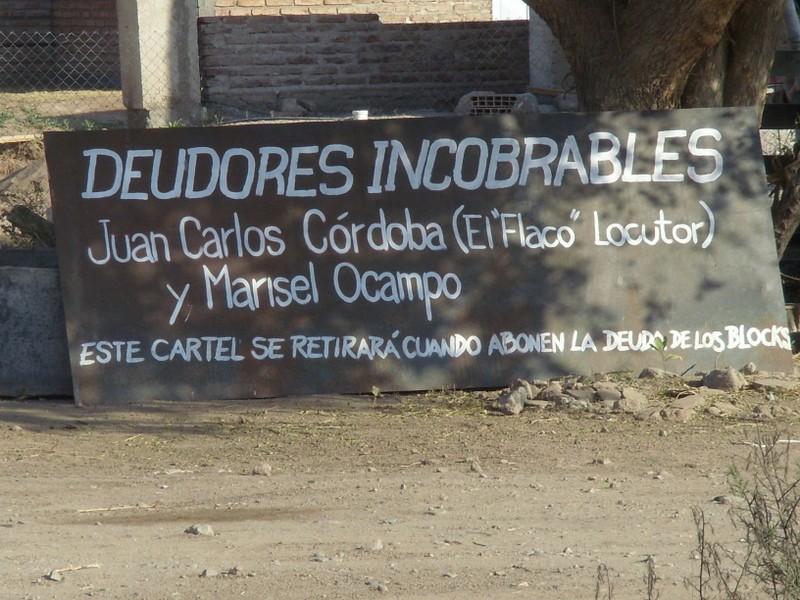 DEUDORES INCOBRABLES
Juan Carlos Córdoba (El "Flaco" Locutor)
y Marisel Ocampo
ESTE CARTEL SE RETIRARÁ CUANDO ABONEN LA DEUDA DE LOS BLOCKS